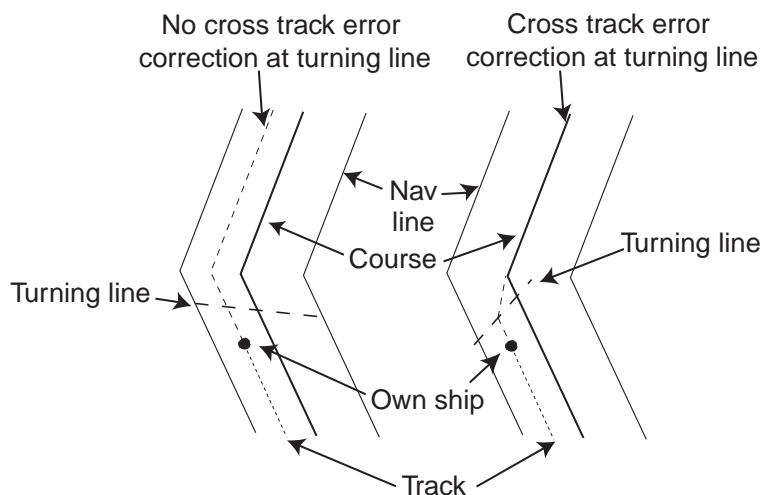 No cross track error
correction at turning line
Cross track error
correction at turning line
Nav
line
Course
Turning line
Turning line
Own ship
Track